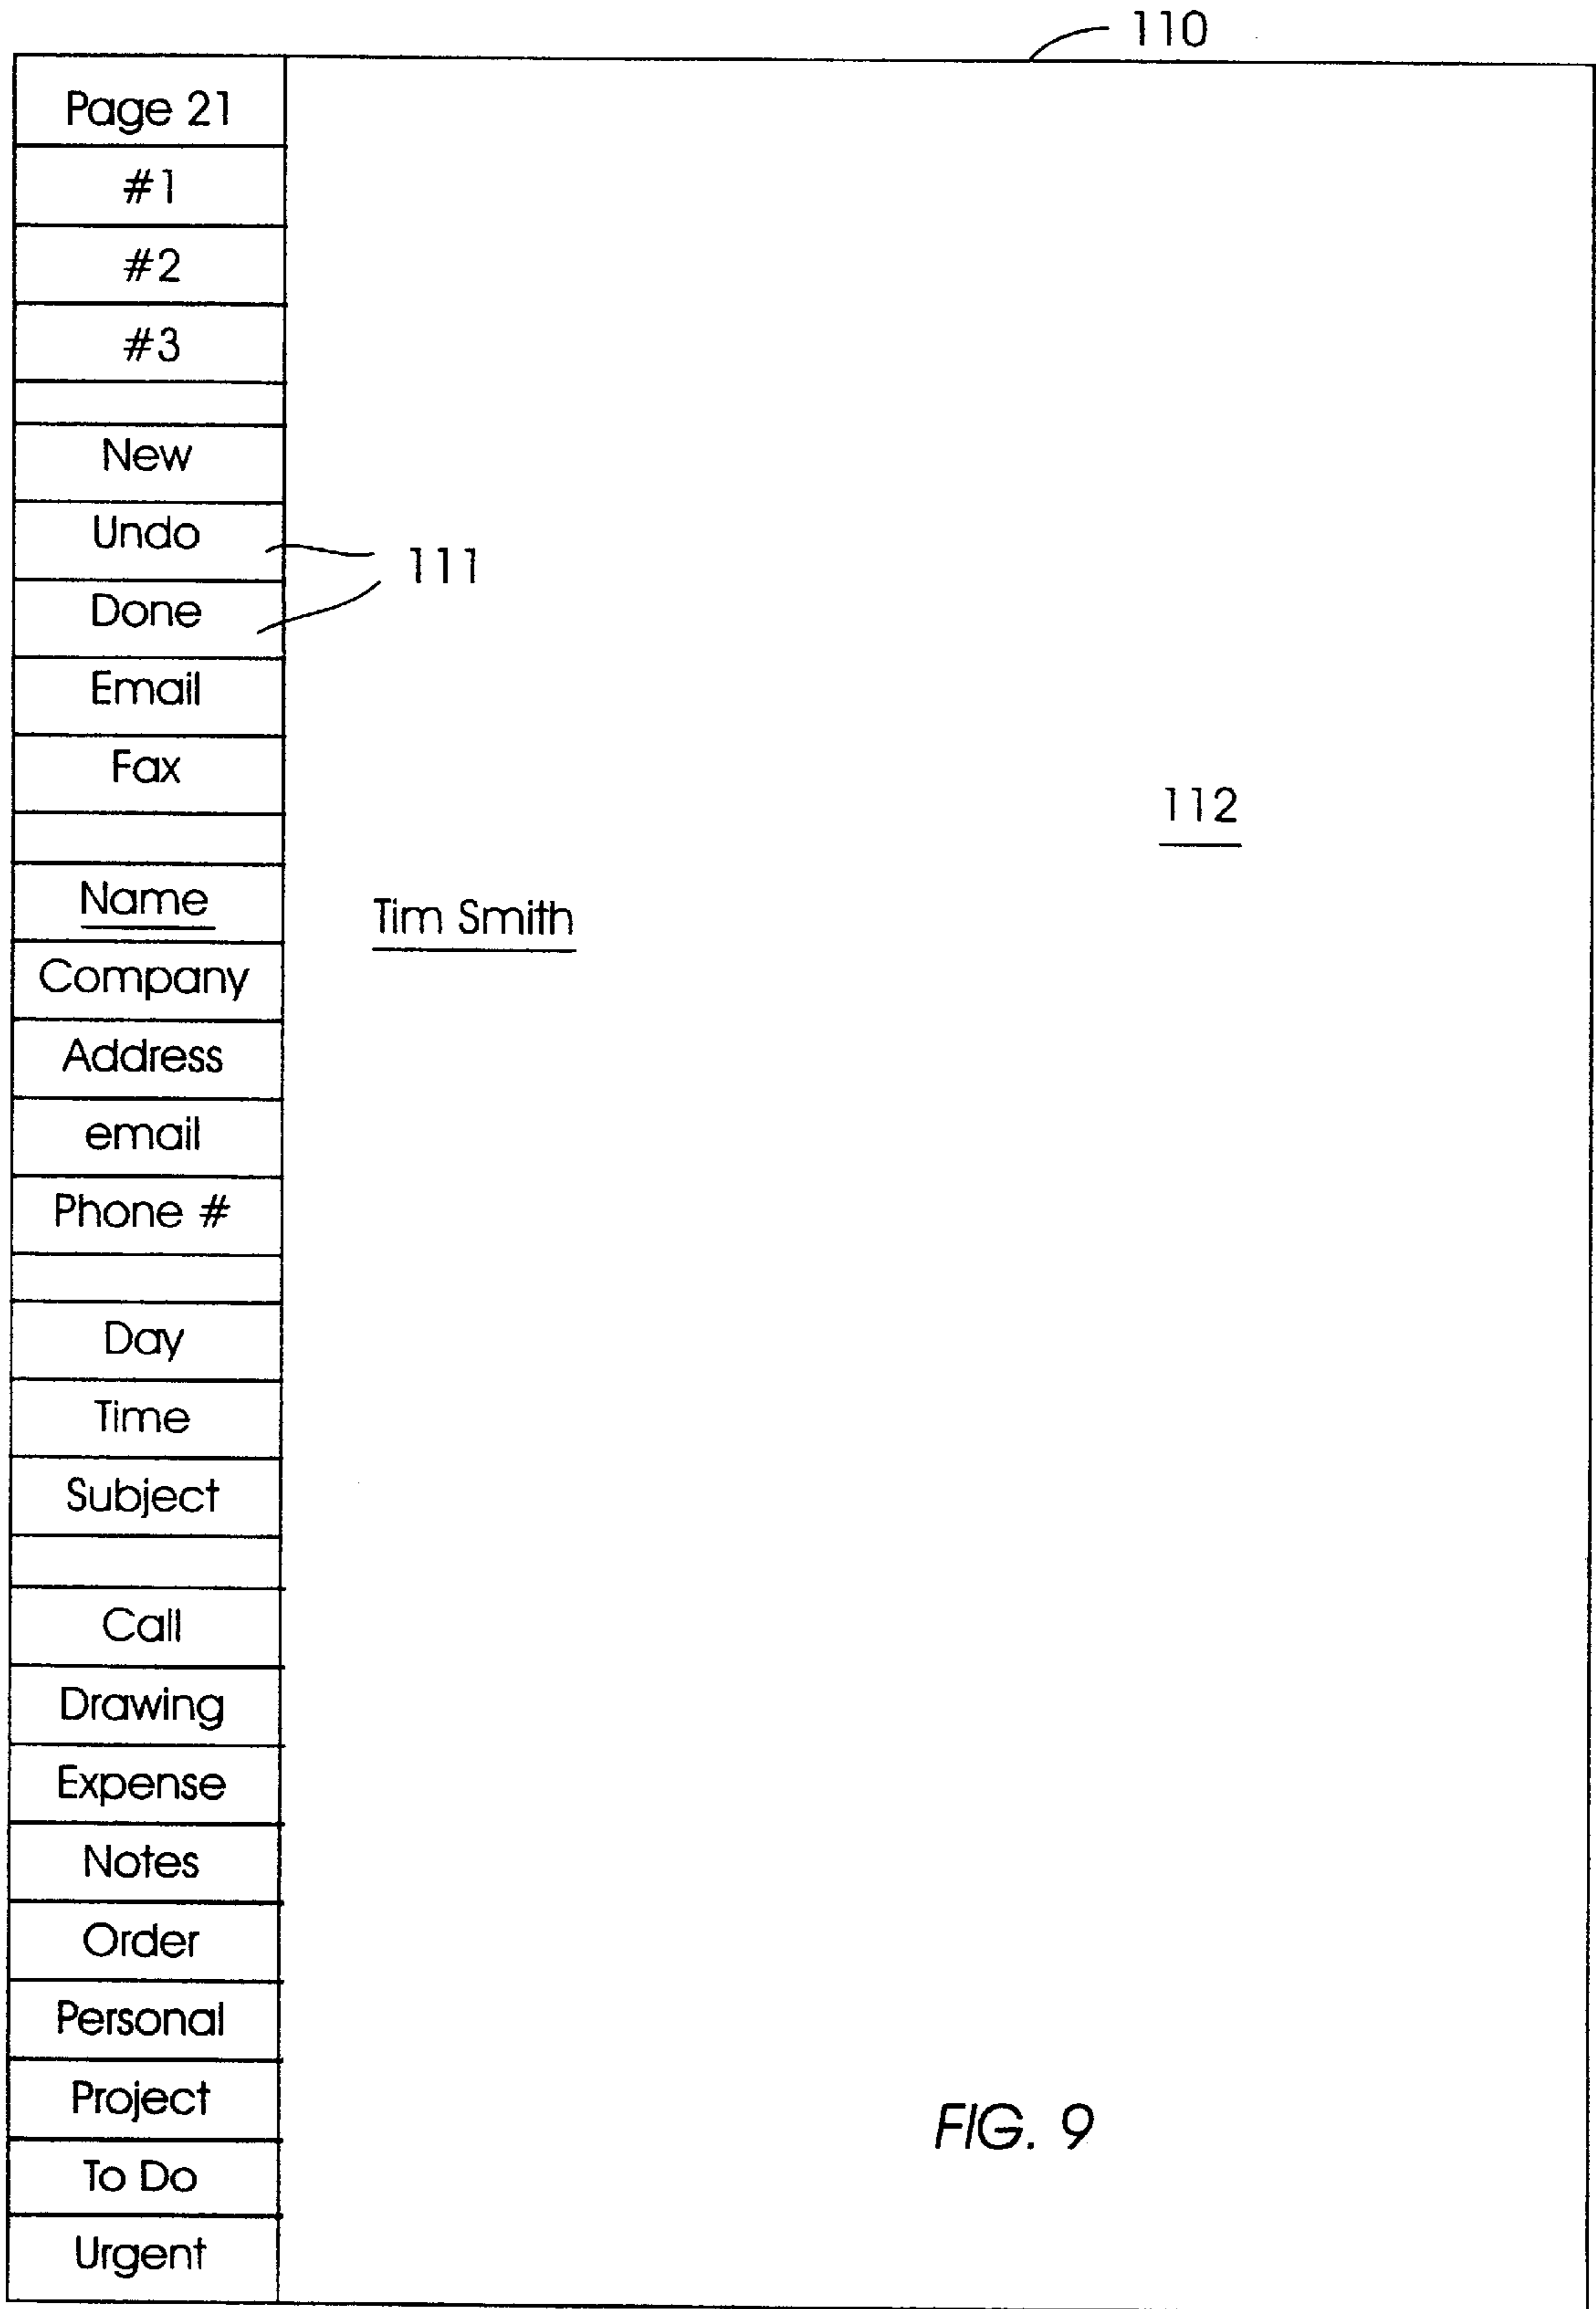 110
Page 21
#1
#2
#3
New
Undo
111
Done
Email
Fax
112
Name
Tim Smith
Company
Address
email
Phone #
Day
Time
Subject
Call
Drawing
Expense
Notes
Order
Personal
Project
FIG. 9
To Do
Urgent